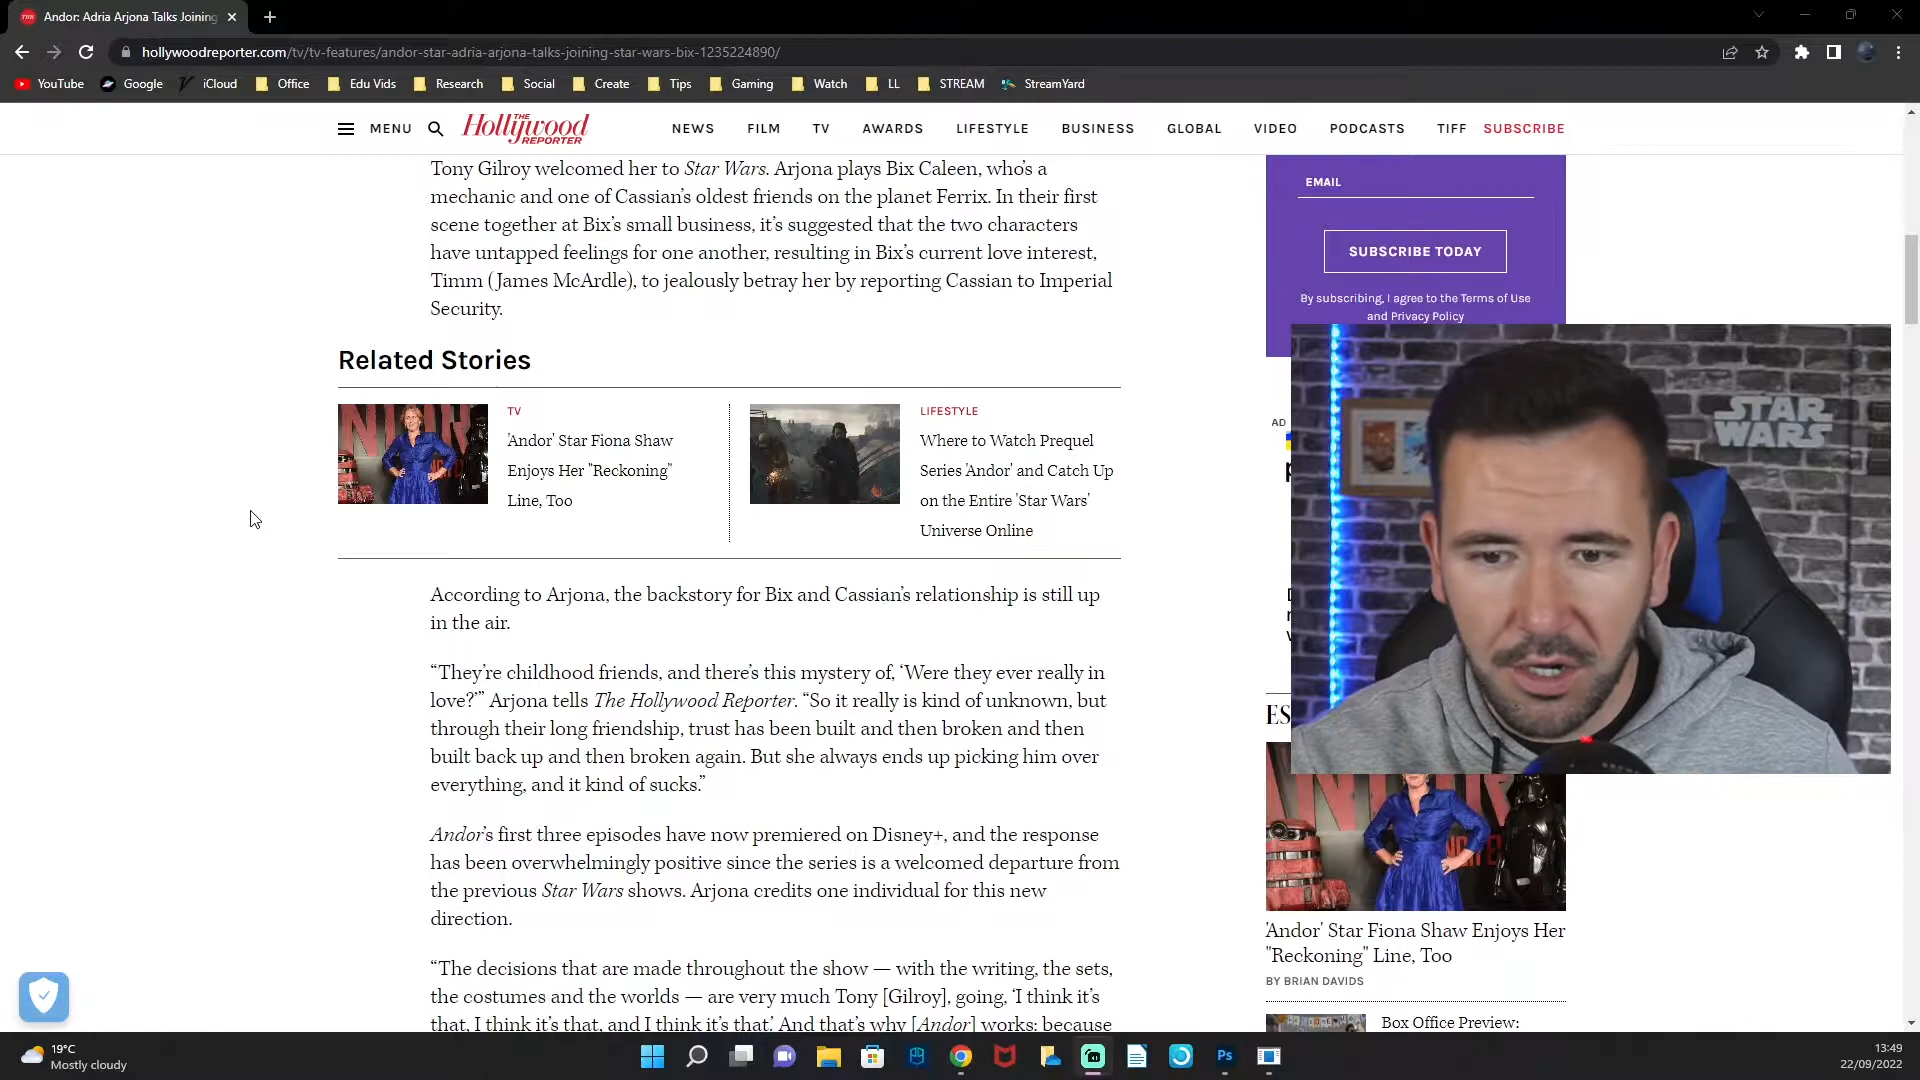 Andor: Adria Arjona Talks Joining
hollywoodreporter.com/tv/tv-features/andor-star-adria-arjona-talks-joining-star-wars-bix-1235224890/
YouTube Google iCloud Office Edu Vids Research Social Create Tips Gaming Watch LL STREAM StreamYard
MENU THE Hollywood REPORTER NEWS FILM TV AWARDS LIFESTYLE BUSINESS GLOBAL VIDEO PODCASTS TIFF SUBSCRIBE
Tony Gilroy welcomed her to Star Wars. Arjona plays Bix Caleen, who's a
mechanic and one of Cassian's oldest friends on the planet Ferrix. In their first
scene together at Bix's small business, it's suggested that the two characters
have untapped feelings for one another, resulting in Bix's current love interest,
Timm (James McArdle), to jealously betray her by reporting Cassian to Imperial
Security.
EMAIL
SUBSCRIBE TODAY
By subscribing, I agree to the Terms of Use
and Privacy Policy
Related Stories
TV
'Andor' Star Fiona Shaw
Enjoys Her "Reckoning"
Line, Too
LIFESTYLE
Where to Watch Prequel
Series 'Andor' and Catch Up
on the Entire 'Star Wars'
Universe Online
AD
STAR
WARS
According to Arjona, the backstory for Bix and Cassian's relationship is still up
in the air.
“They're childhood friends, and there's this mystery of, ‘Were they ever really in
love?’” Arjona tells The Hollywood Reporter. “So it really is kind of unknown, but
through their long friendship, trust has been built and then broken and then
built back up and then broken again. But she always ends up picking him over
everything, and it kind of sucks.”
Andor's first three episodes have now premiered on Disney+, and the response
has been overwhelmingly positive since the series is a welcomed departure from
the previous Star Wars shows. Arjona credits one individual for this new
direction.
“The decisions that are made throughout the show — with the writing, the sets,
the costumes and the worlds — are very much Tony [Gilroy], going, ‘I think it's
that, I think it's that, and I think it's that.’ And that's why [Andor] works: because
ES
'Andor' Star Fiona Shaw Enjoys Her
"Reckoning" Line, Too
BY BRIAN DAVIDS
Box Office Preview:
19°C
Mostly cloudy
Ps
13:49
22/09/2022